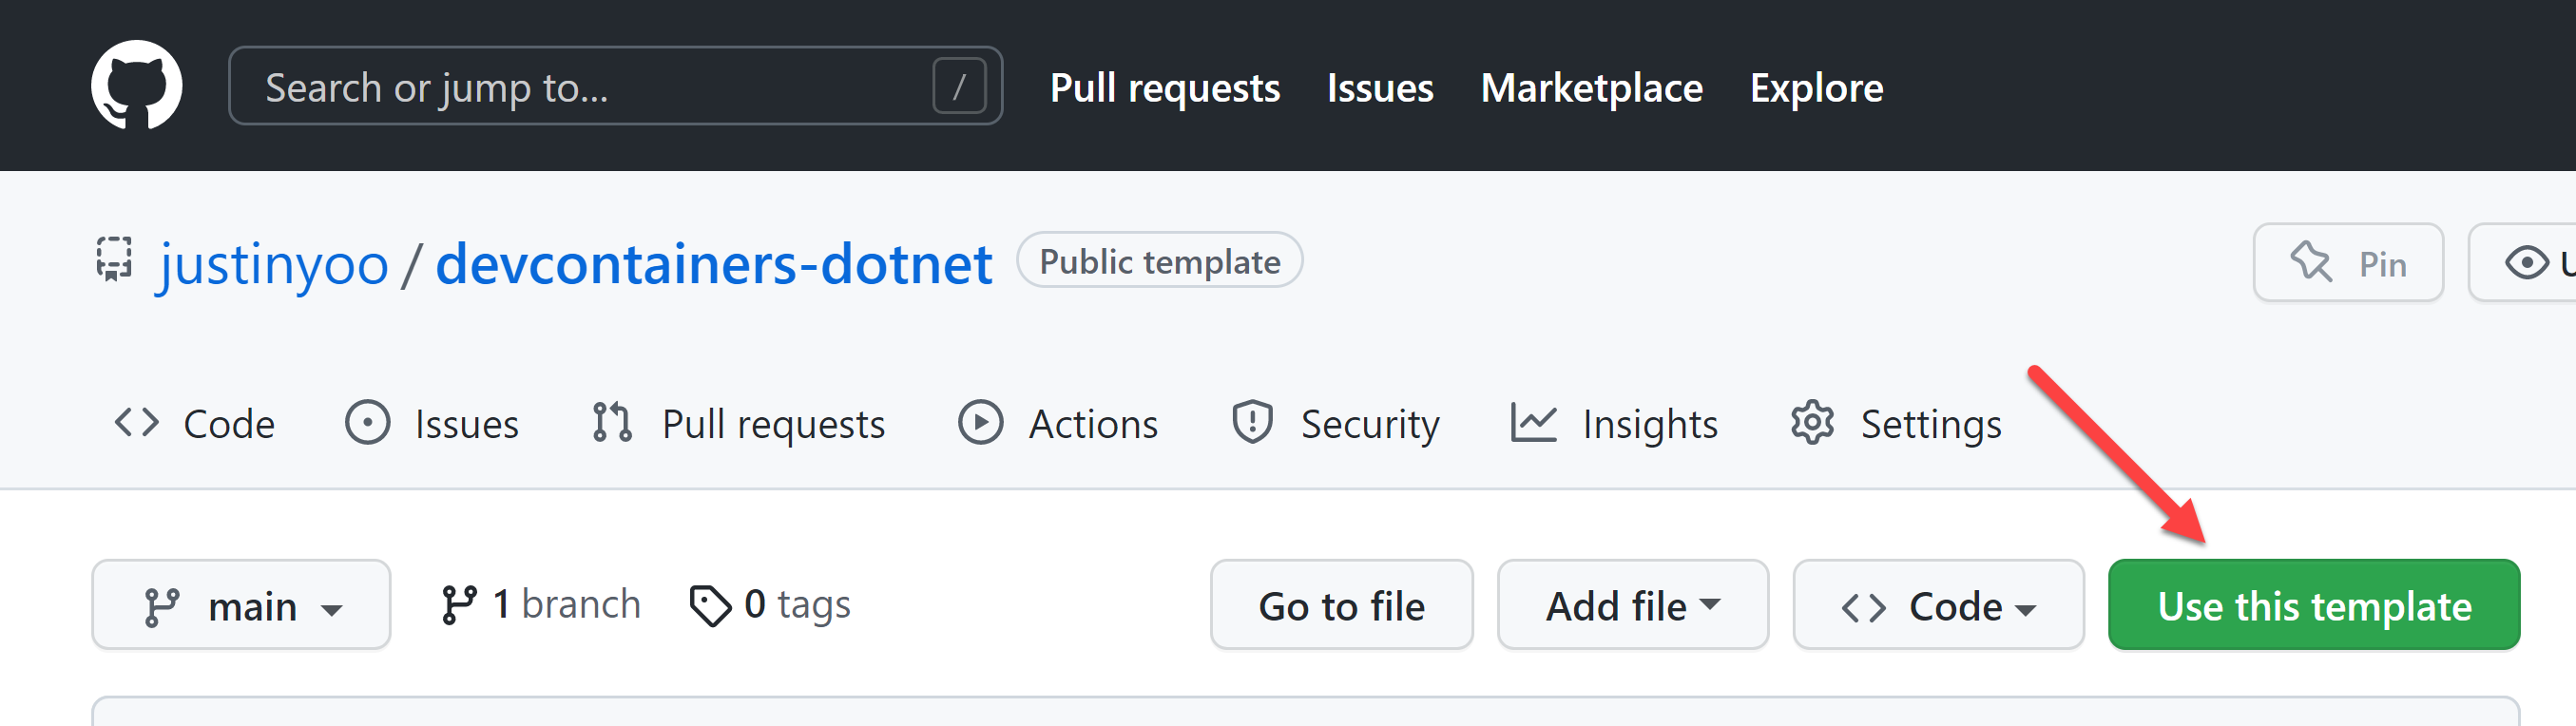 Search or jump to... / Pull requests Issues Marketplace Explore
justinyoo / devcontainers-dotnet Public template Pin U
Code Issues Pull requests Actions Security Insights Settings
main 1 branch 0 tags Go to file Add file Code Use this template